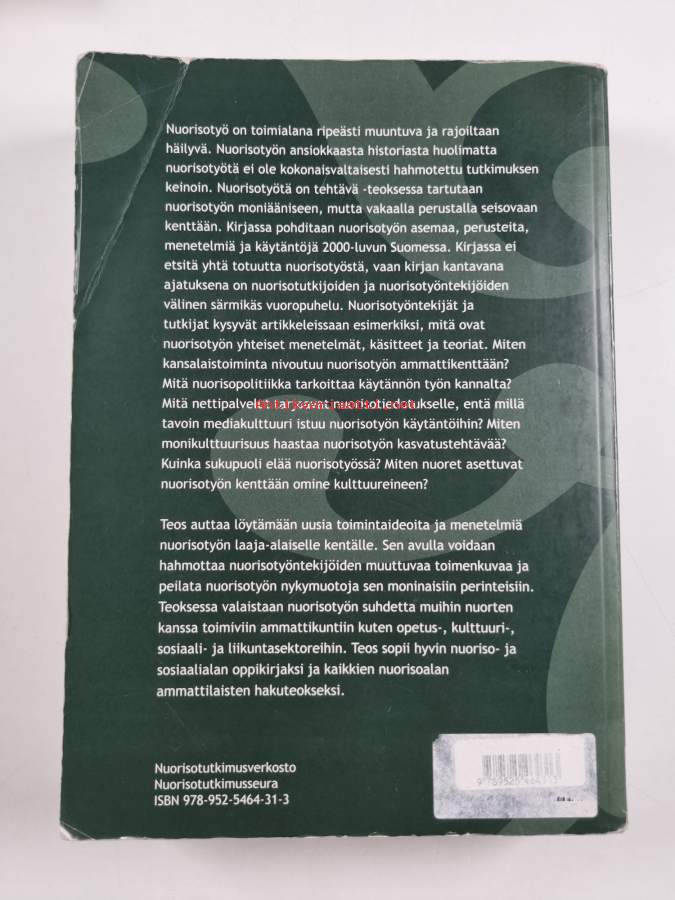 Nuorisotyö on toimialana ripeästi muuntuva ja rajoiltaan
häilyvä. Nuorisotyön ansiokkaasta historiasta huolimatta
nuorisotyötä ei ole kokonaisvaltaisesti hahmotettu tutkimuksen
keinoin. Nuorisotyötä on tehtävä -teoksessa tartutaan
nuorisotyön moniääniseen, mutta vakaalla perustalla seisovaan
kenttään. Kirjassa pohditaan nuorisotyön asemaa, perusteita,
menetelmiä ja käytäntöjä 2000-luvun Suomessa. Kirjassa ei
etsitä yhtä totuutta nuorisotyöstä, vaan kirjan kantavana
ajatuksena on nuorisotutkijoiden ja nuorisotyöntekijöiden
välinen särmikäs vuoropuhelu. Nuorisotyöntekijät ja
tutkijat kysyvät artikkeleissaan esimerkiksi, mitä ovat
nuorisotyön yhteiset menetelmät, käsitteet ja teoriat. Miten
kansalaistoiminta nivoutuu nuorisotyön ammattikenttään?
Mitä nuorisopolitiikka tarkoittaa käytännön työn kannalta?
Mitä nettipalvelut tarjoavat nuorisotiedotukselle, entä millä
tavoin mediakulttuuri istuu nuorisotyön käytäntöihin? Miten
monikulttuurisuus haastaa nuorisotyön kasvatustehtävää?
Kuinka sukupuoli elää nuorisotyössä? Miten nuoret asettuvat
nuorisotyön kenttään omine kulttuureineen?
Teos auttaa löytämään uusia toimintaideoita ja menetelmiä
nuorisotyön laaja-alaiselle kentälle. Sen avulla voidaan
hahmottaa nuorisotyöntekijöiden muuttuvaa toimenkuvaa ja
peilata nuorisotyön nykymuotoja sen moninaisiin perinteisiin.
Teoksessa valaistaan nuorisotyön suhdetta muihin nuorten
kanssa toimiviin ammattikuntiin kuten opetus-, kulttuuri-,
sosiaali- ja liikuntasektoreihin. Teos sopii hyvin nuoriso- ja
sosiaalialan oppikirjaksi ja kaikkien nuorisoalan
ammattilaisten hakuteokseksi.
Nuorisotutkimusverkosto
Nuorisotutkimusseura
ISBN 978-952-5464-31-3